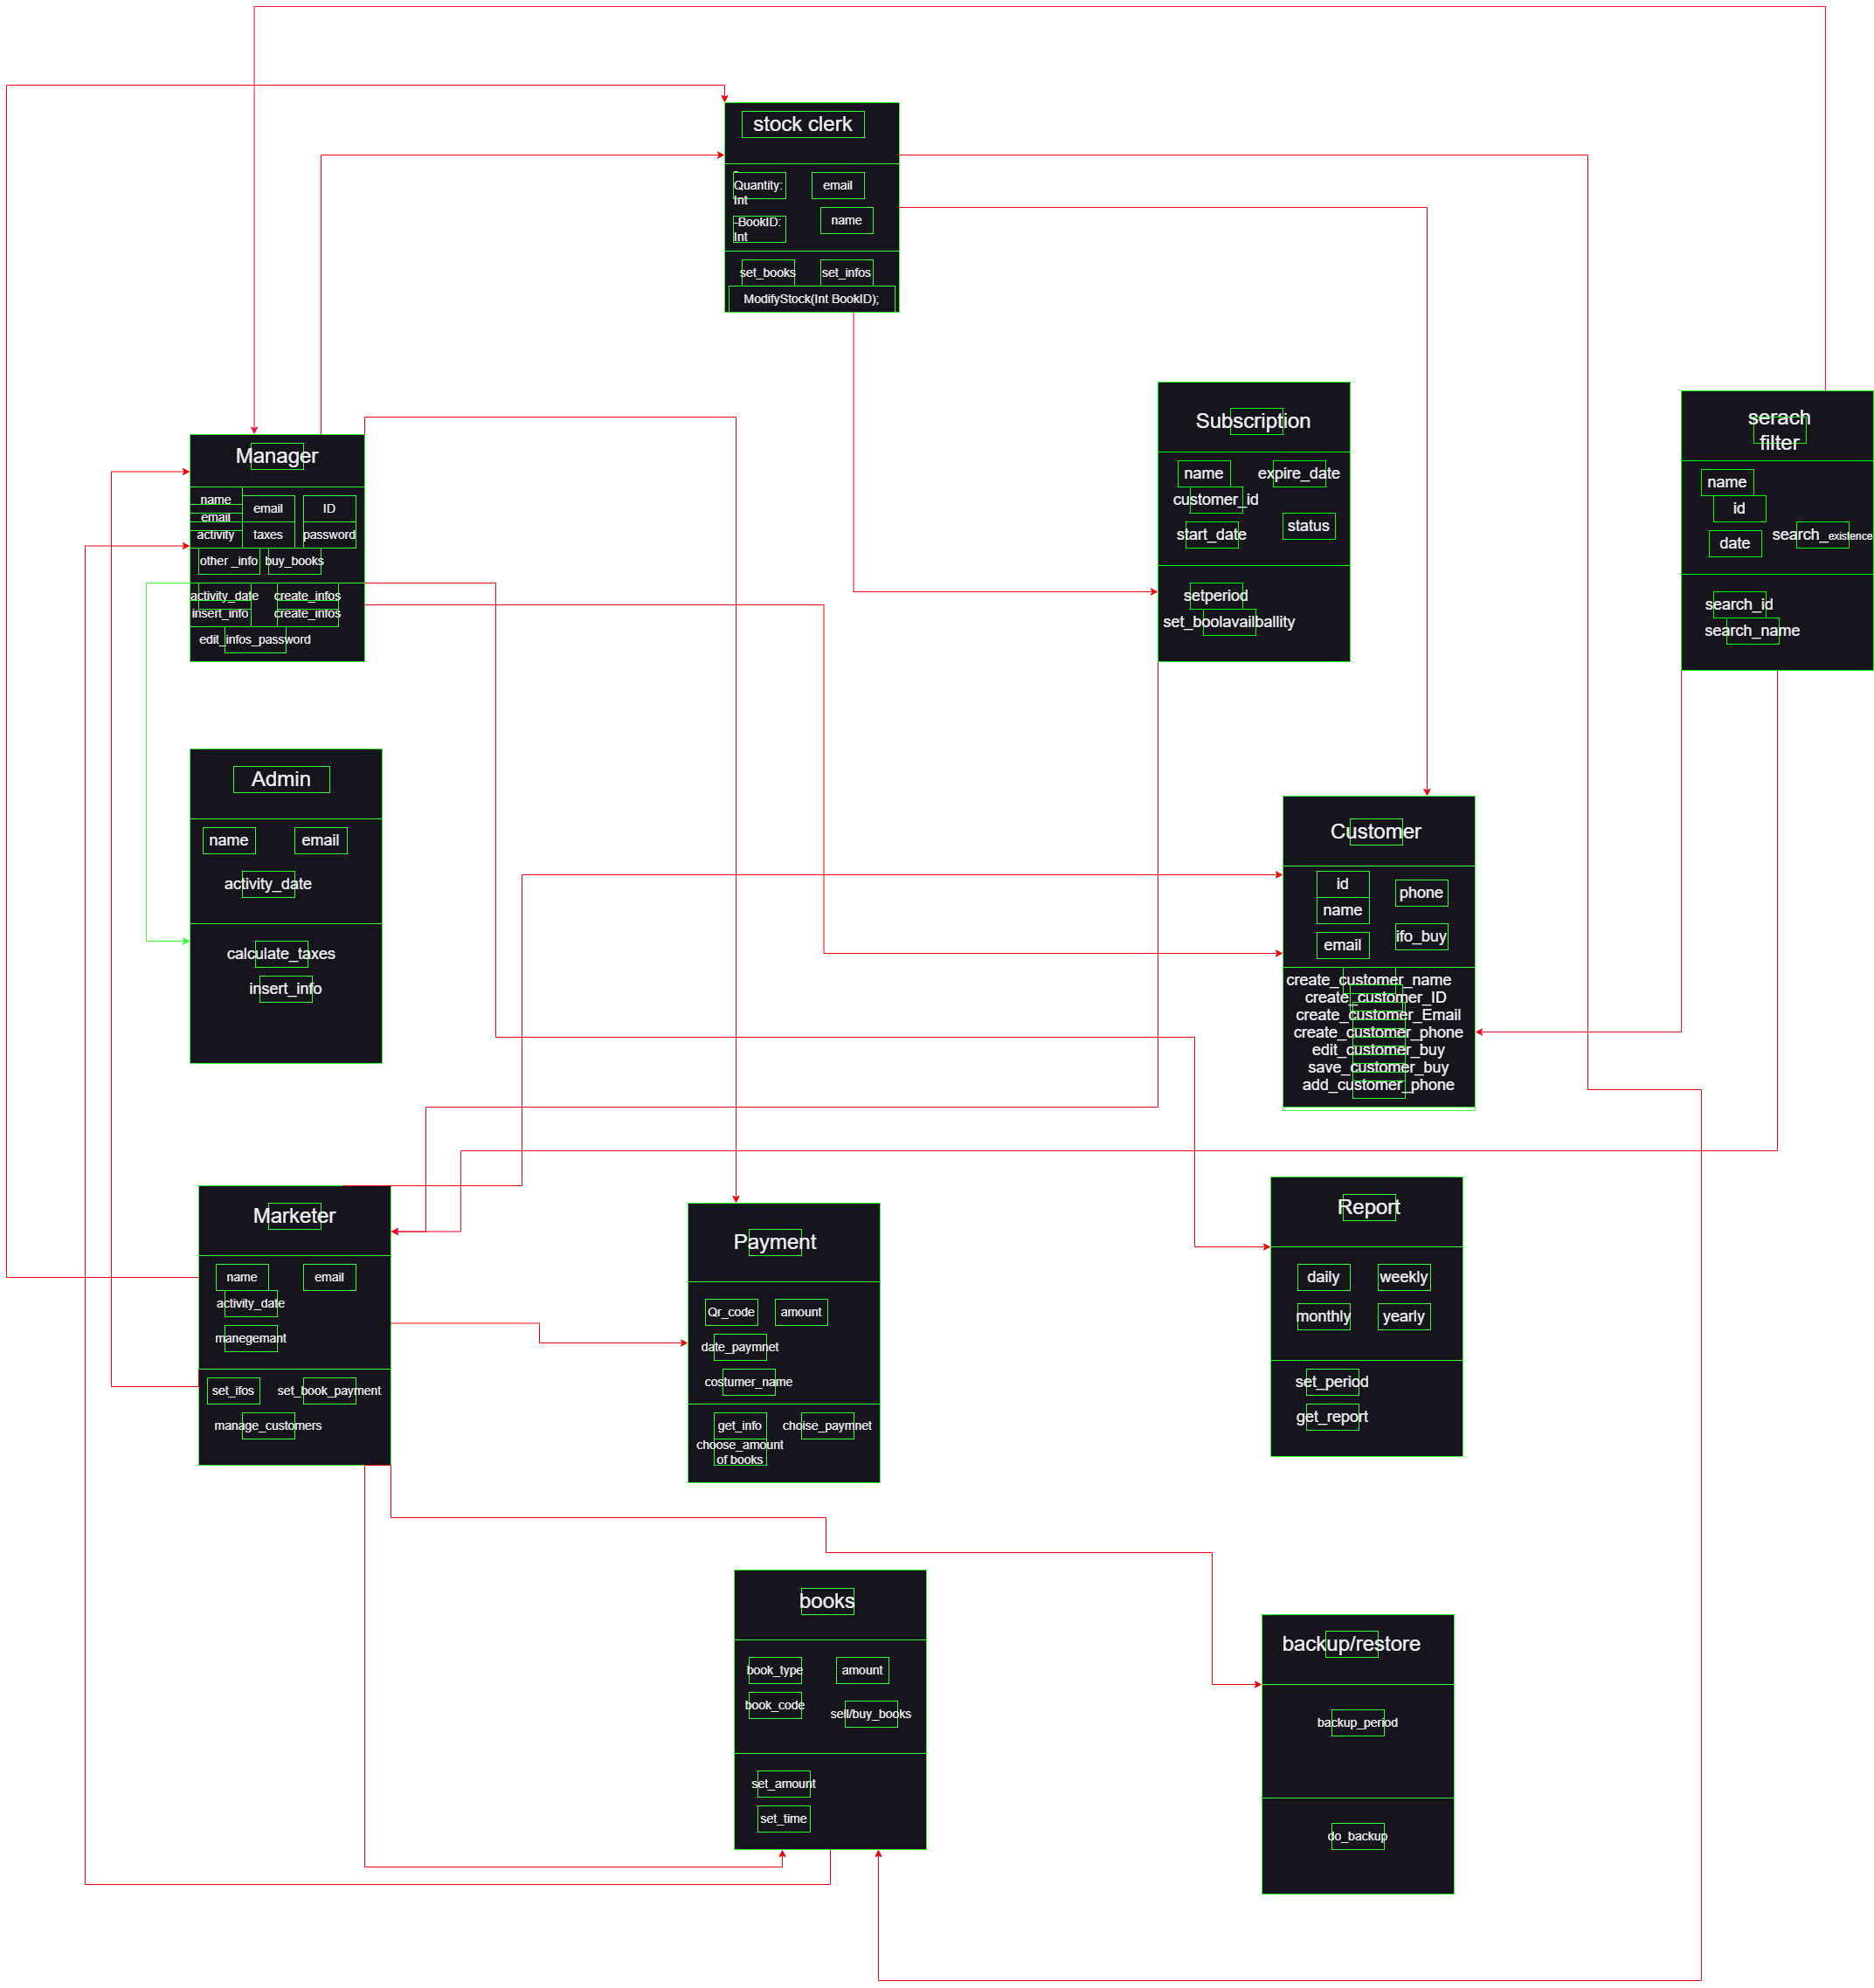 stock clerk
-
Quantity:
Int
email
-BookID:
Int
name
set_books
set_infos
ModifyStock(Int BookID);
Subscription
name
expire_date
customer_id
start_date
status
setperiod
set_boolavailballity
serach
filter
name
id
date
search_existence
search_id
search_name
Manager
name
email
ID
email
activity
taxes
password
other _info
buy_books
activity_date
create_infos
insert_info
create_infos
edit_infos_password
Admin
name
email
activity_date
calculate_taxes
insert_info
Customer
id
phone
name
email
ifo_buy
create_customer_name
create_customer_ID
create_customer_Email
create_customer_phone
edit_customer_buy
save_customer_buy
add_customer_phone
Marketer
name
email
activity_date
manegemant
set_ifos
set_book_payment
manage_customers
Payment
Qr_code
amount
date_paymnet
costumer_name
get_info
choise_paymnet
choose_amount
of books
Report
daily
weekly
monthly
yearly
set_period
get_report
books
book_type
amount
book_code
sell/buy_books
set_amount
set_time
backup/restore
backup_period
do_backup